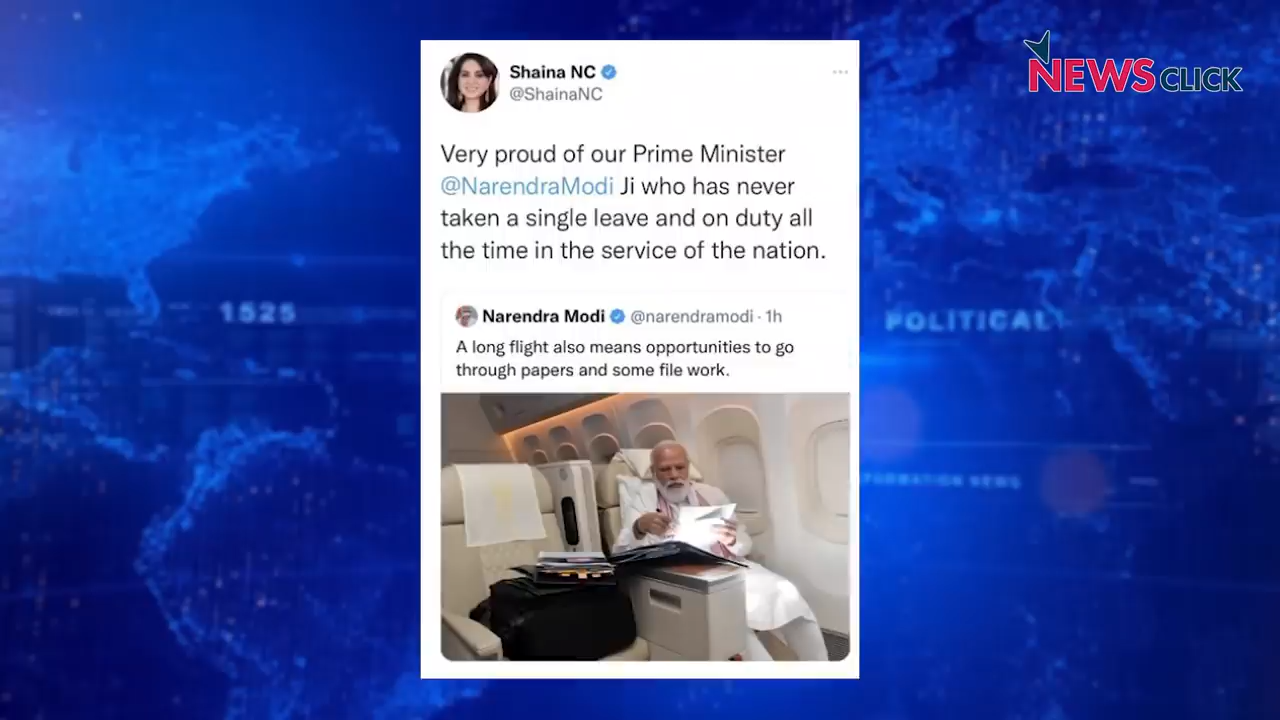 NEWSCLICK
Shaina NC
@ShainaNC
Very proud of our Prime Minister
@NarendraModi Ji who has never
taken a single leave and on duty all
the time in the service of the nation.
Narendra Modi @narendramodi · 1h
A long flight also means opportunities to go
through papers and some file work.
1525
POLITICAL
NEWS